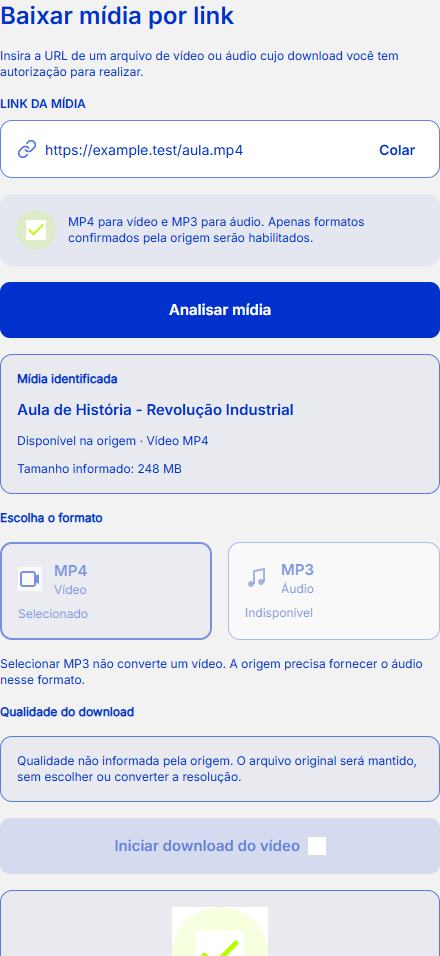 Baixar mídia por link
Insira a URL de um arquivo de vídeo ou áudio cujo download você tem
autorização para realizar.
LINK DA MÍDIA
https://example.test/aula.mp4
Colar
MP4 para vídeo e MP3 para áudio. Apenas formatos
confirmados pela origem serão habilitados.
Analisar mídia
Mídia identificada
Aula de História - Revolução Industrial
Disponível na origem · Vídeo MP4
Tamanho informado: 248 MB
Escolha o formato
MP4
Vídeo
Selecionado
MP3
Áudio
Indisponível
Selecionar MP3 não converte um vídeo. A origem precisa fornecer o áudio
nesse formato.
Qualidade do download
Qualidade não informada pela origem. O arquivo original será mantido,
sem escolher ou converter a resolução.
Iniciar download do vídeo